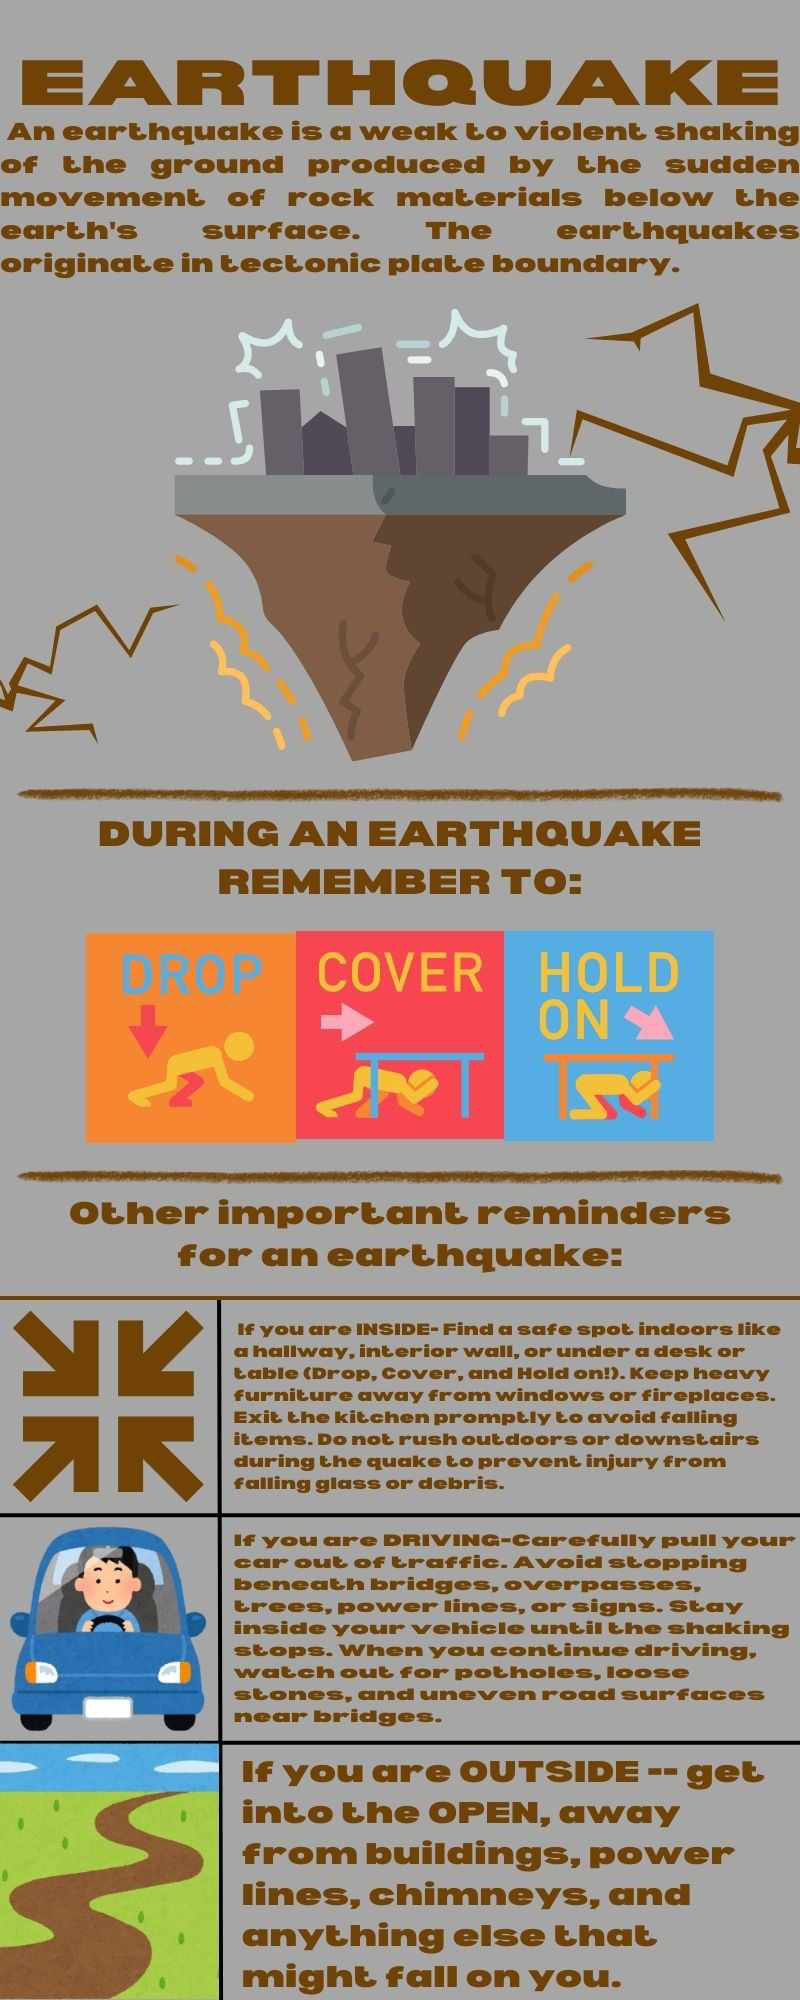 EARTHQUAKE
An earthquake is a weak to violent shaking
of the ground produced by the sudden
movement of rock materials below the
earth's surface. The earthquakes
originate in tectonic plate boundary.
DURING AN EARTHQUAKE
REMEMBER TO:
DROP
COVER
HOLD
ON
Other important reminders
for an earthquake:
If you are INSIDE- Find a safe spot indoors like
a hallway, interior wall, or under a desk or
table (Drop, Cover, and Hold on!). Keep heavy
furniture away from windows or fireplaces.
Exit the kitchen promptly to avoid falling
items. Do not rush outdoors or downstairs
during the quake to prevent injury from
falling glass or debris.
If you are DRIVING-Carefully pull your
car out of traffic. Avoid stopping
beneath bridges, overpasses,
trees, power lines, or signs. Stay
inside your vehicle until the shaking
stops. When you continue driving,
watch out for potholes, loose
stones, and uneven road surfaces
near bridges.
If you are OUTSIDE -- get
into the OPEN, away
from buildings, power
lines, chimneys, and
anything else that
might fall on you.